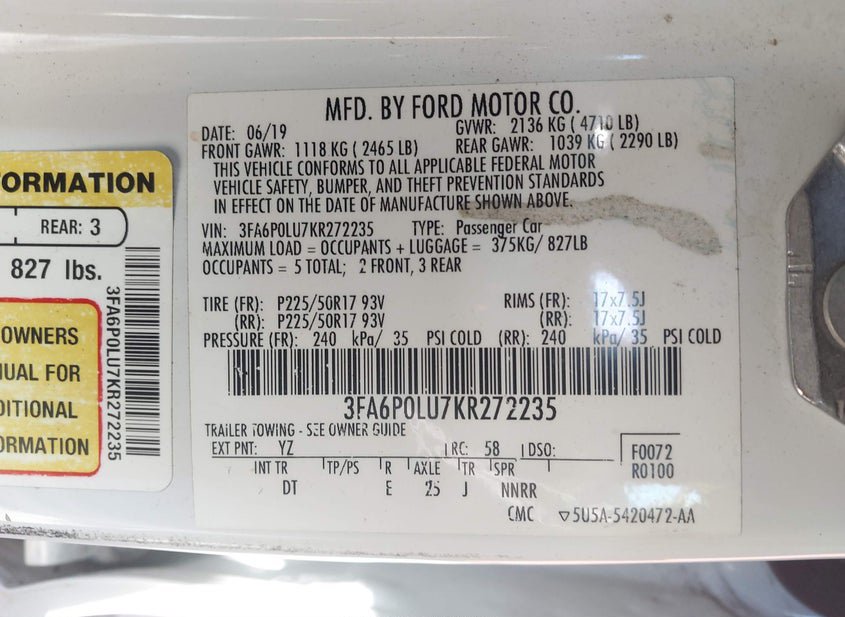 MFD. BY FORD MOTOR CO.
DATE: 06/19 GVWR: 2136 KG ( 4710 LB)
FRONT GAWR: 1118 KG ( 2465 LB) REAR GAWR: 1039 KG ( 2290 LB)
THIS VEHICLE CONFORMS TO ALL APPLICABLE FEDERAL MOTOR
VEHICLE SAFETY, BUMPER, AND THEFT PREVENTION STANDARDS
IN EFFECT ON THE DATE OF MANUFACTURE SHOWN ABOVE.
VIN: 3FA6P0LU7KR272235 TYPE: Passenger Car
MAXIMUM LOAD = OCCUPANTS + LUGGAGE = 375KG/ 827LB
OCCUPANTS = 5 TOTAL; 2 FRONT, 3 REAR
TIRE (FR): P225/50R17 93V RIMS (FR): 17x7.5J
(RR): P225/50R17 93V (RR): 17x7.5J
PRESSURE (FR): 240 kPa/ 35 PSI COLD (RR): 240 kPa/ 35 PSI COLD
3FA6P0LU7KR272235
TRAILER TOWING - SEE OWNER GUIDE
EXT PNT: YZ RC: 58 DSO: F0072
R0100
INT TR TP/PS R AXLE TR SPR
DT E 25 J NNRR
CMC ▽5U5A-5420472-AA
FORMATION
REAR: 3
827 lbs.
OWNERS
NUAL FOR
DITIONAL
ORMATION
3FA6P0LU7KR272235